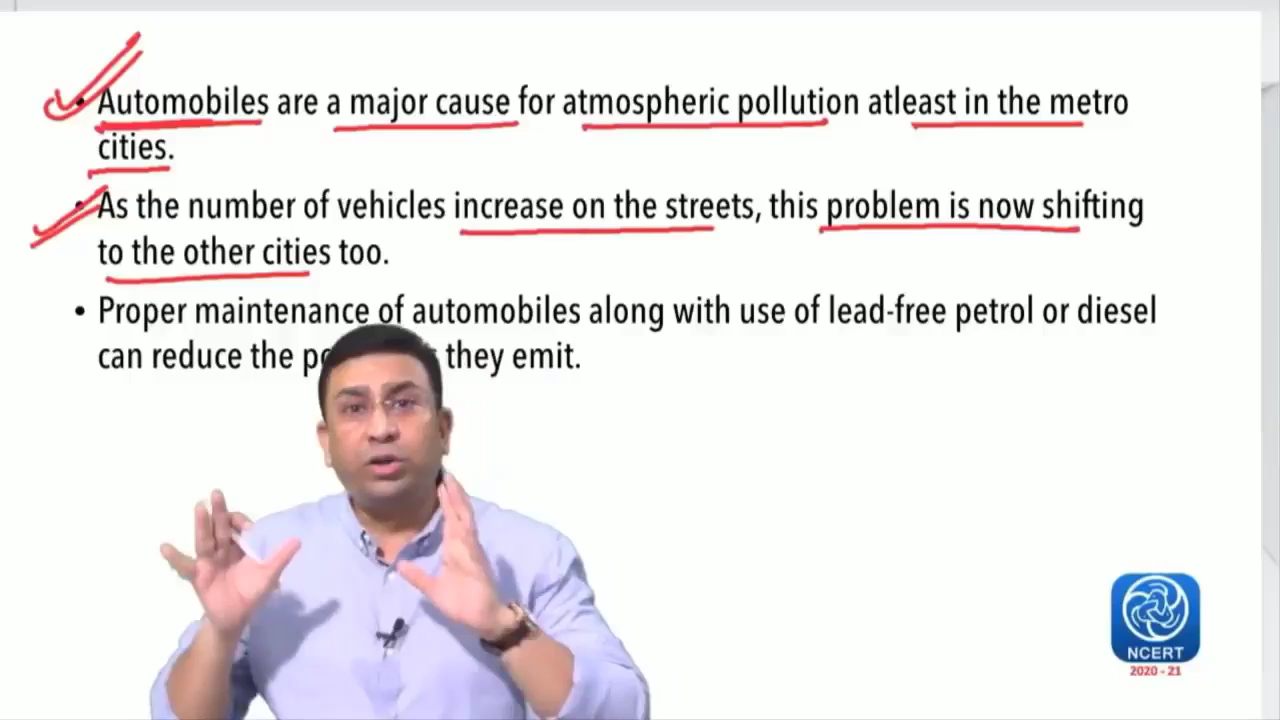 • Automobiles are a major cause for atmospheric pollution atleast in the metro
cities.
• As the number of vehicles increase on the streets, this problem is now shifting
to the other cities too.
• Proper maintenance of automobiles along with use of lead-free petrol or diesel
can reduce the they emit.
NCERT
2020 - 21